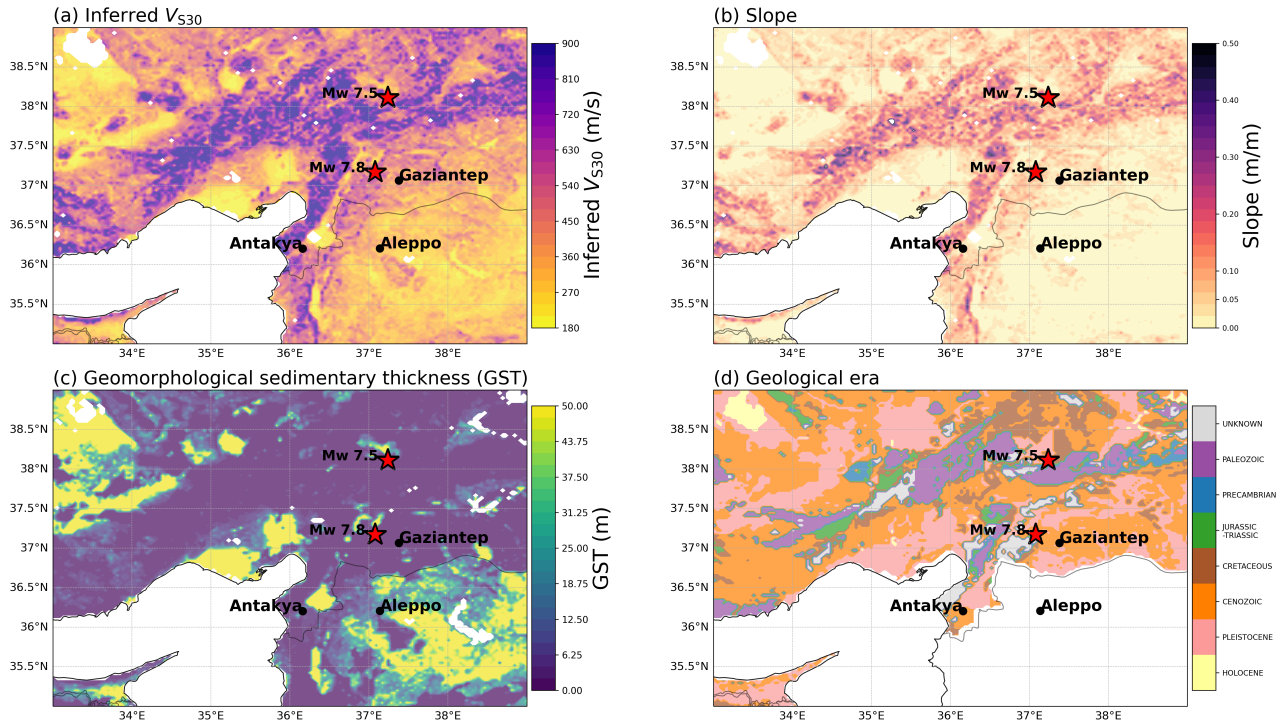 (a) Inferred VS30
38.5°N
38°N
37.5°N
37°N
36.5°N
36°N
35.5°N
34°E
35°E
36°E
37°E
38°E
Mw 7.5
Mw 7.8
Gaziantep
Antakya
Aleppo
900
810
720
630
540
450
360
270
180
Inferred VS30 (m/s)
(b) Slope
38.5°N
38°N
37.5°N
37°N
36.5°N
36°N
35.5°N
34°E
35°E
36°E
37°E
38°E
Mw 7.5
Mw 7.8
Gaziantep
Antakya
Aleppo
0.50
0.40
0.30
0.20
0.10
0.05
0.00
Slope (m/m)
(c) Geomorphological sedimentary thickness (GST)
38.5°N
38°N
37.5°N
37°N
36.5°N
36°N
35.5°N
34°E
35°E
36°E
37°E
38°E
Mw 7.5
Mw 7.8
Gaziantep
Antakya
Aleppo
50.00
43.75
37.50
31.25
25.00
18.75
12.50
6.25
0.00
GST (m)
(d) Geological era
38.5°N
38°N
37.5°N
37°N
36.5°N
36°N
35.5°N
34°E
35°E
36°E
37°E
38°E
Mw 7.5
Mw 7.8
Gaziantep
Antakya
Aleppo
UNKNOWN
PALEOZOIC
PRECAMBRIAN
JURASSIC
-TRIASSIC
CRETACEOUS
CENOZOIC
PLEISTOCENE
HOLOCENE